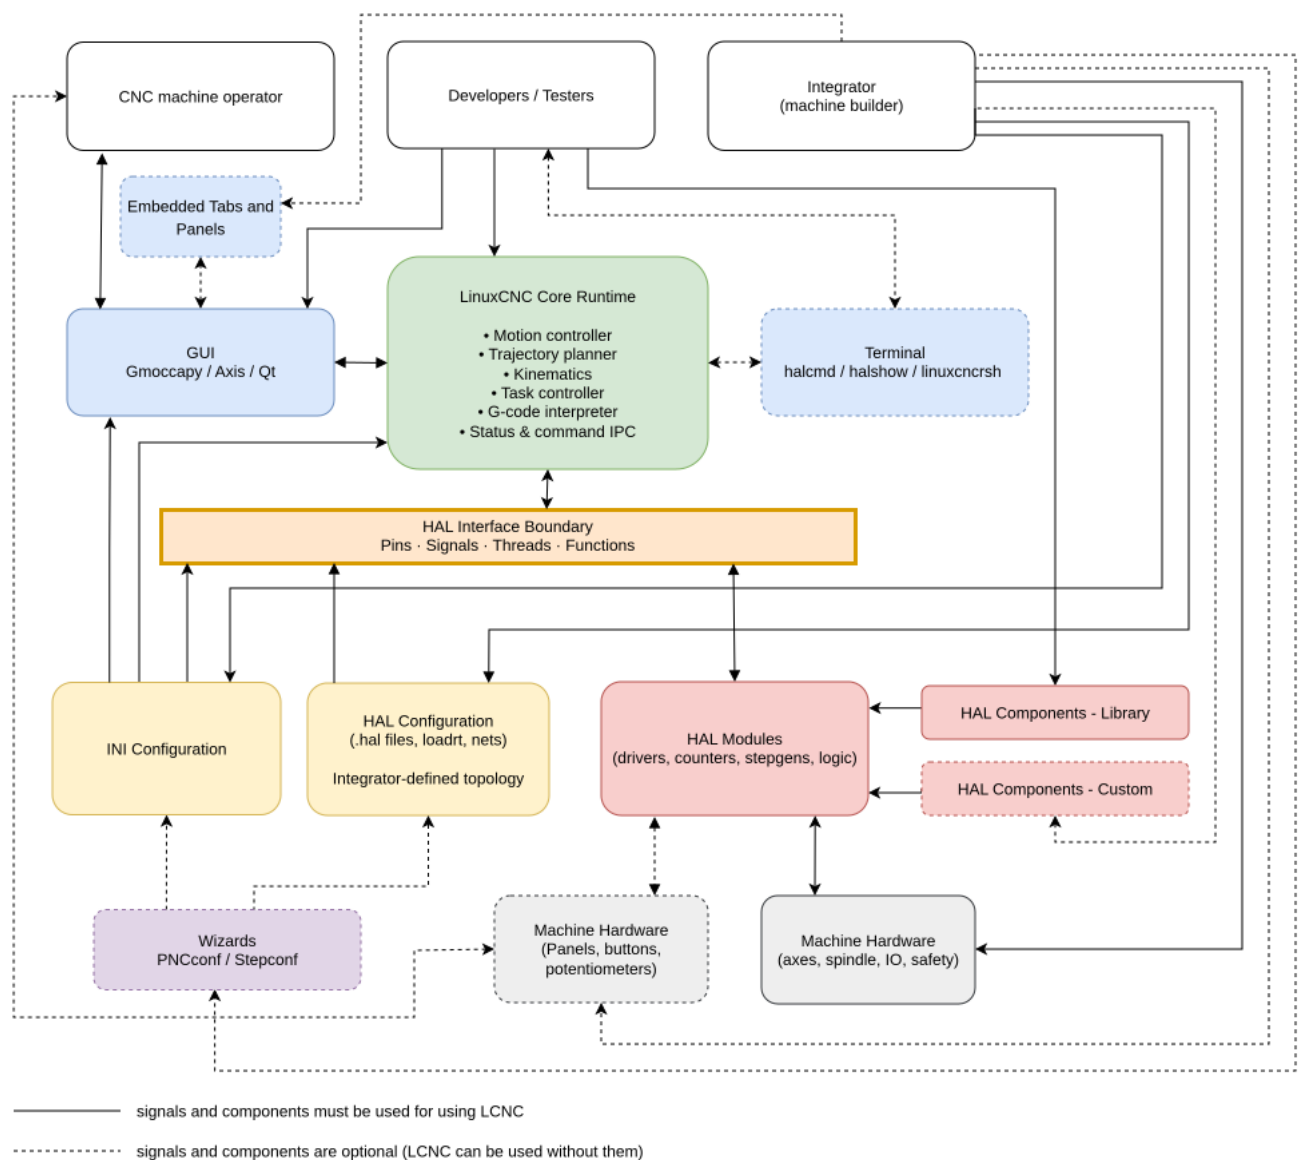 CNC machine operator
Developers / Testers
Integrator
(machine builder)
Embedded Tabs and
Panels
LinuxCNC Core Runtime
• Motion controller
• Trajectory planner
• Kinematics
• Task controller
• G-code interpreter
• Status & command IPC
GUI
Gmoccapy / Axis / Qt
Terminal
halcmd / halshow / linuxcncrsh
HAL Interface Boundary
Pins · Signals · Threads · Functions
INI Configuration
HAL Configuration
(.hal files, loadrt, nets)
Integrator-defined topology
HAL Modules
(drivers, counters, stepgens, logic)
HAL Components - Library
HAL Components - Custom
Wizards
PNCconf / Stepconf
Machine Hardware
(Panels, buttons,
potentiometers)
Machine Hardware
(axes, spindle, IO, safety)
signals and components must be used for using LCNC
signals and components are optional (LCNC can be used without them)